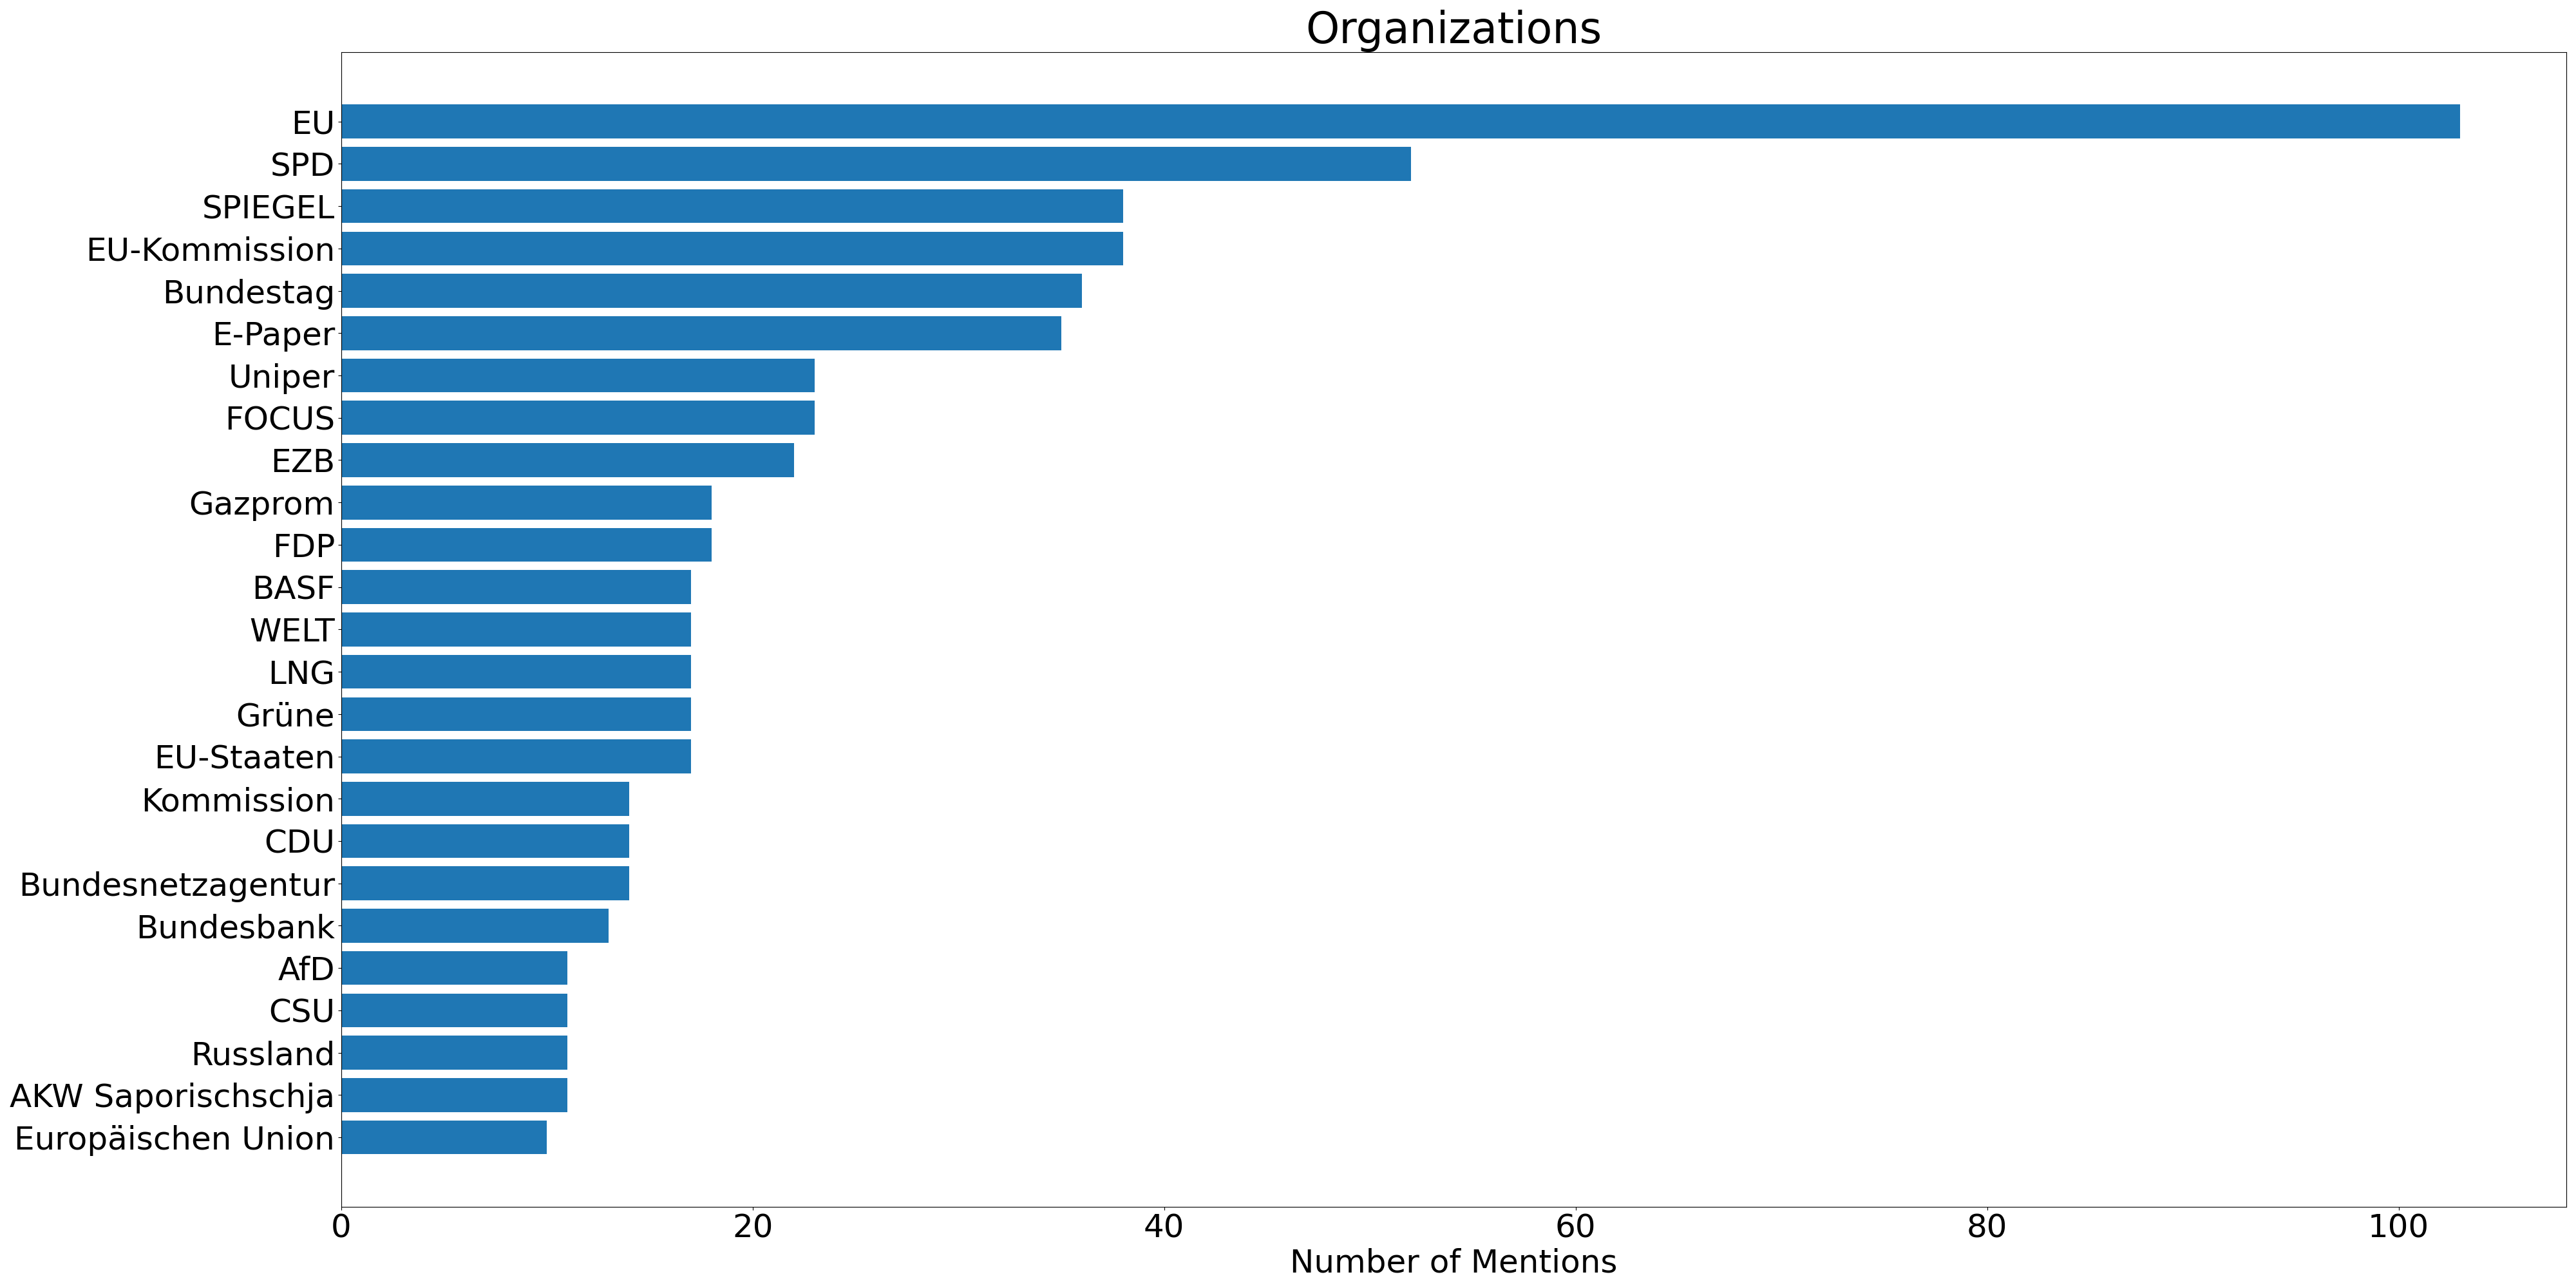 Organizations
EU
SPD
SPIEGEL
EU-Kommission
Bundestag
E-Paper
Uniper
FOCUS
EZB
Gazprom
FDP
BASF
WELT
LNG
Grüne
EU-Staaten
Kommission
CDU
Bundesnetzagentur
Bundesbank
AfD
CSU
Russland
AKW Saporischschja
Europäischen Union
0 20 40 60 80 100
Number of Mentions